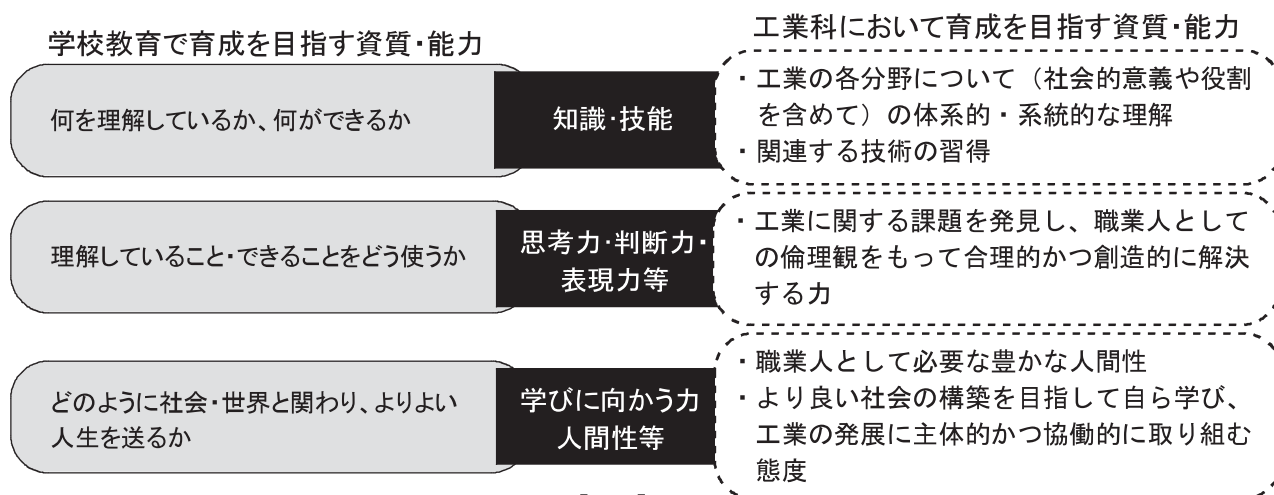 学校教育で育成を目指す資質・能力
工業科において育成を目指す資質・能力
何を理解しているか、何ができるか
知識・技能
・工業の各分野について（社会的意義や役割
を含めて）の体系的・系統的な理解
・関連する技術の習得
理解していること・できることをどう使うか
思考力・判断力・
表現力等
・工業に関する課題を発見し、職業人として
の倫理観をもって合理的かつ創造的に解決
する力
どのように社会・世界と関わり、よりよい
人生を送るか
学びに向かう力
人間性等
・職業人として必要な豊かな人間性
・より良い社会の構築を目指して自ら学び、
工業の発展に主体的かつ協働的に取り組む
態度